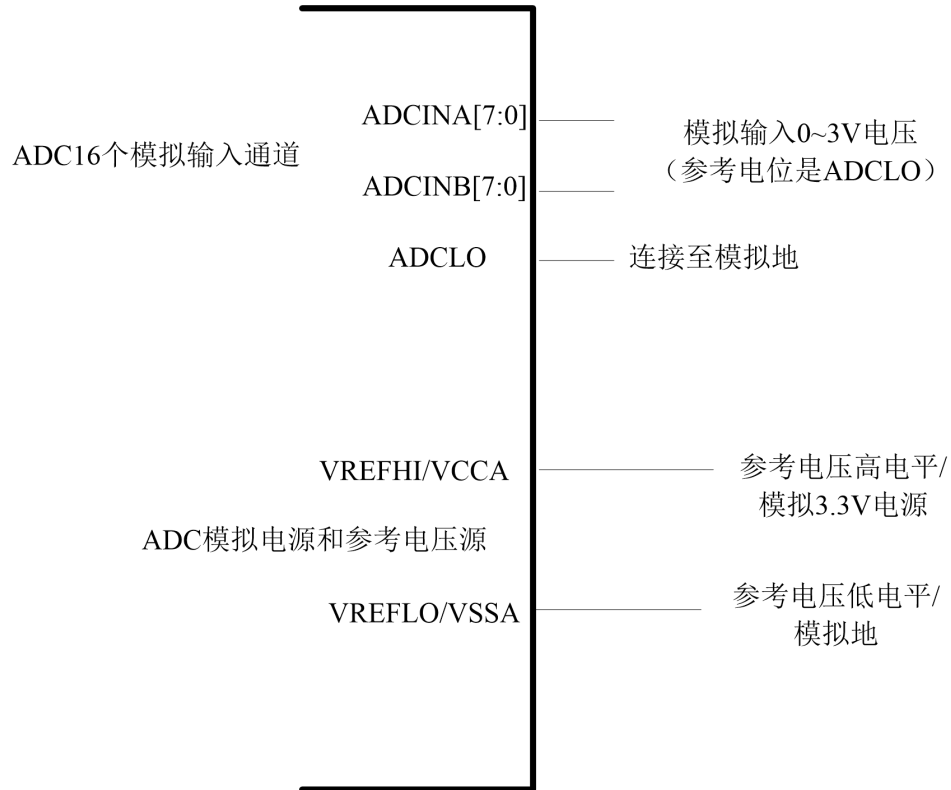 ADCINA[7:0]
模拟输入0~3V电压
ADC16个模拟输入通道
（参考电位是ADCLO）
ADCINB[7:0]
ADCLO
连接至模拟地
VREFHI/VCCA
参考电压高电平/
模拟3.3V电源
ADC模拟电源和参考电压源
VREFLO/VSSA
参考电压低电平/
模拟地